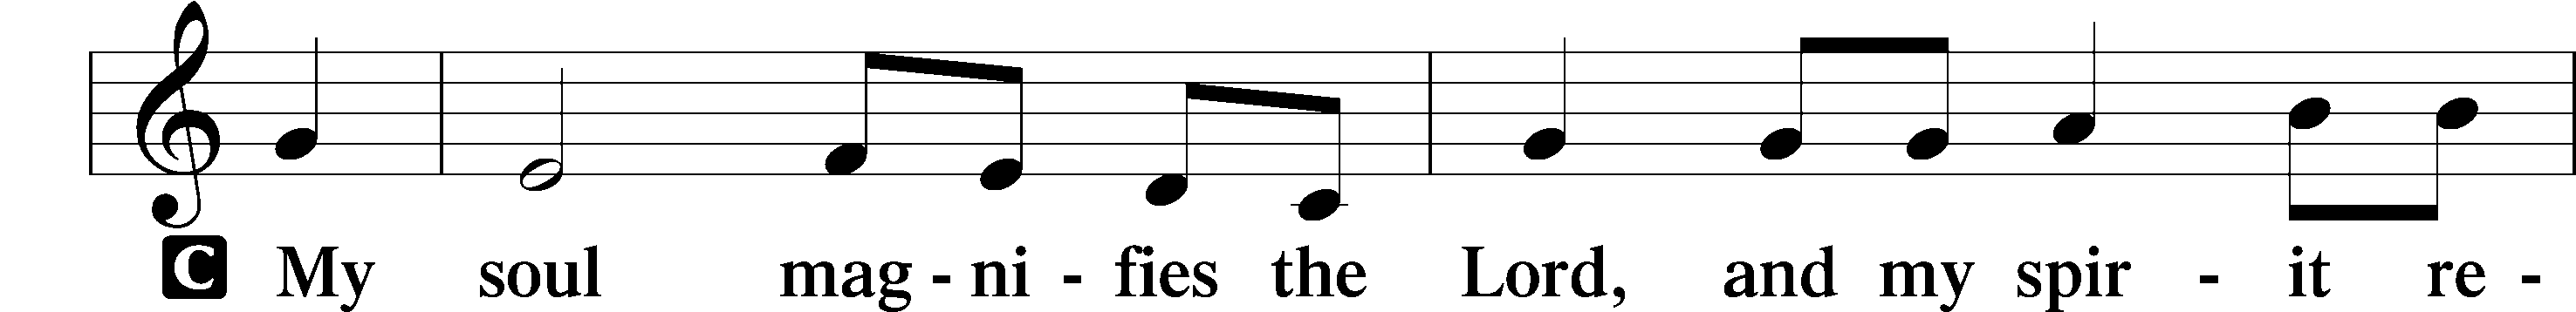 C My soul mag - ni - fies the Lord, and my spir - it re -